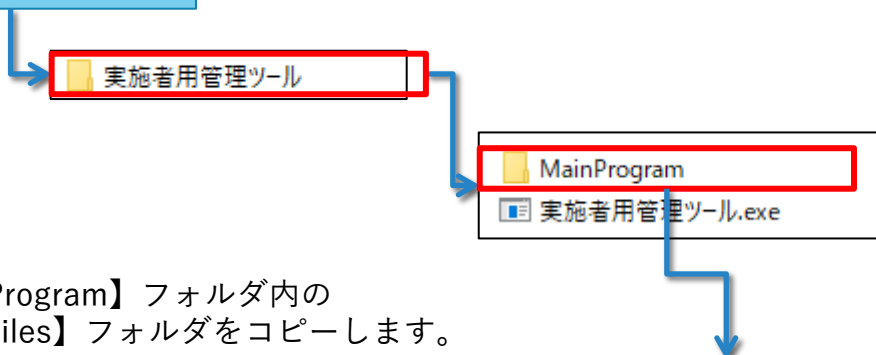 実施者用管理ツール
MainProgram
実施者用管理ツール.exe
Program】フォルダ内の
iles】フォルダをコピーします。